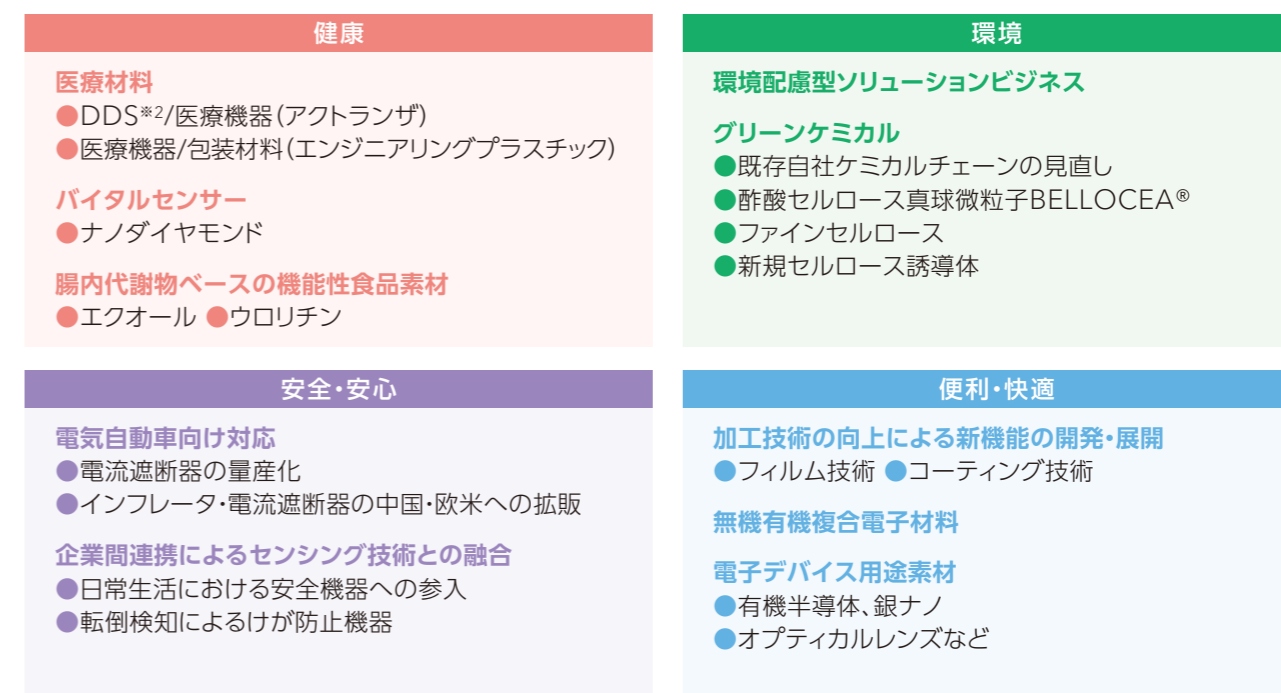 健康
医療材料
●DDS※2/医療機器(アクトランザ)
●医療機器/包装材料(エンジニアリングプラスチック)
バイタルセンサー
●ナノダイヤモンド
腸内代謝物ベースの機能性食品素材
●エクオール ●ウロリチン
環境
環境配慮型ソリューションビジネス
グリーンケミカル
●既存自社ケミカルチェーンの見直し
●酢酸セルロース真球微粒子BELLOCEA®
●ファインセルロース
●新規セルロース誘導体
安全・安心
電気自動車向け対応
●電流遮断器の量産化
●インフレータ・電流遮断器の中国・欧米への拡販
企業間連携によるセンシング技術との融合
●日常生活における安全機器への参入
●転倒検知によるけが防止機器
便利・快適
加工技術の向上による新機能の開発・展開
●フィルム技術 ●コーティング技術
無機有機複合電子材料
電子デバイス用途素材
●有機半導体、銀ナノ
●オプティカルレンズなど